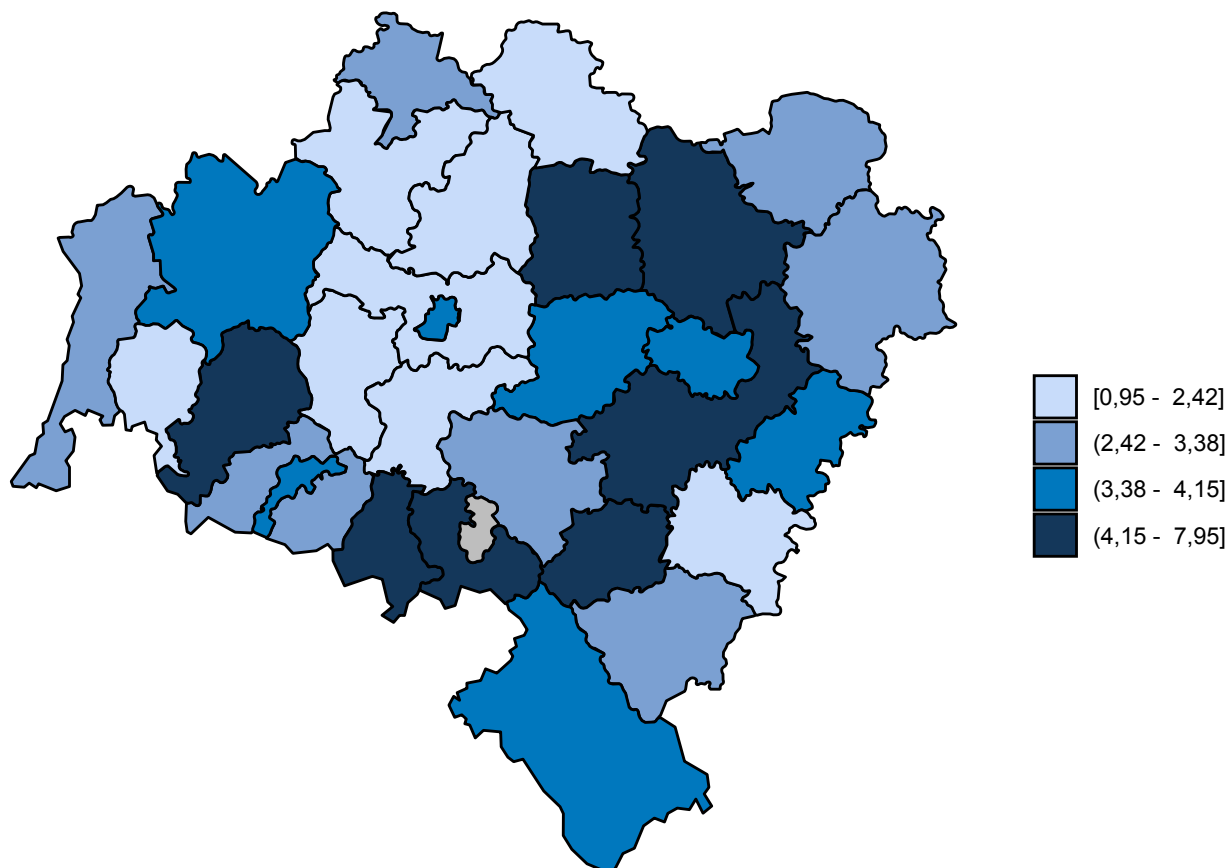 [0,95 - 2,42]
(2,42 - 3,38]
(3,38 - 4,15]
(4,15 - 7,95]